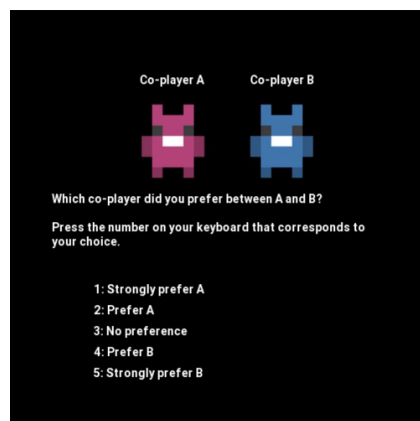 Co-player A Co-player B
Which co-player did you prefer between A and B?
Press the number on your keyboard that corresponds to
your choice.
1: Strongly prefer A
2: Prefer A
3: No preference
4: Prefer B
5: Strongly prefer B